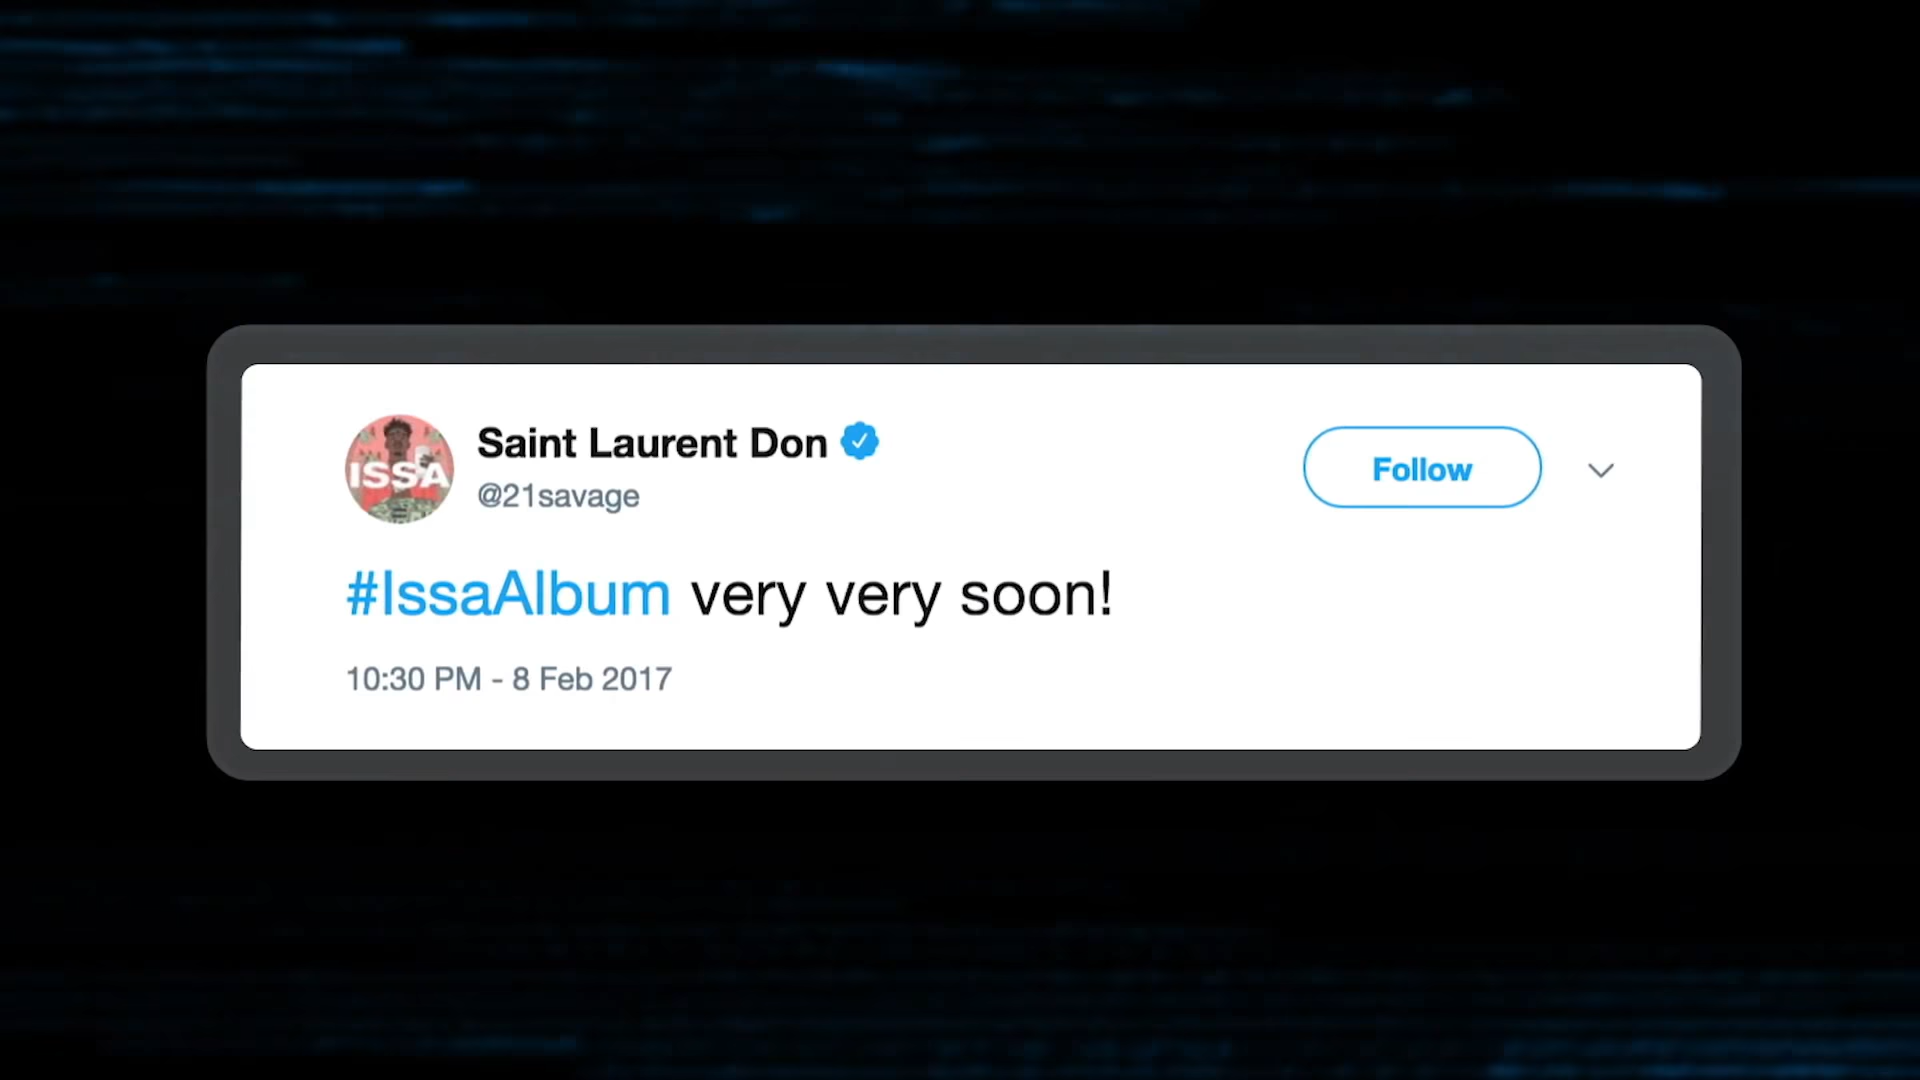 ISSA
Saint Laurent Don
@21savage
Follow
#IssaAlbum very very soon!
10:30 PM - 8 Feb 2017